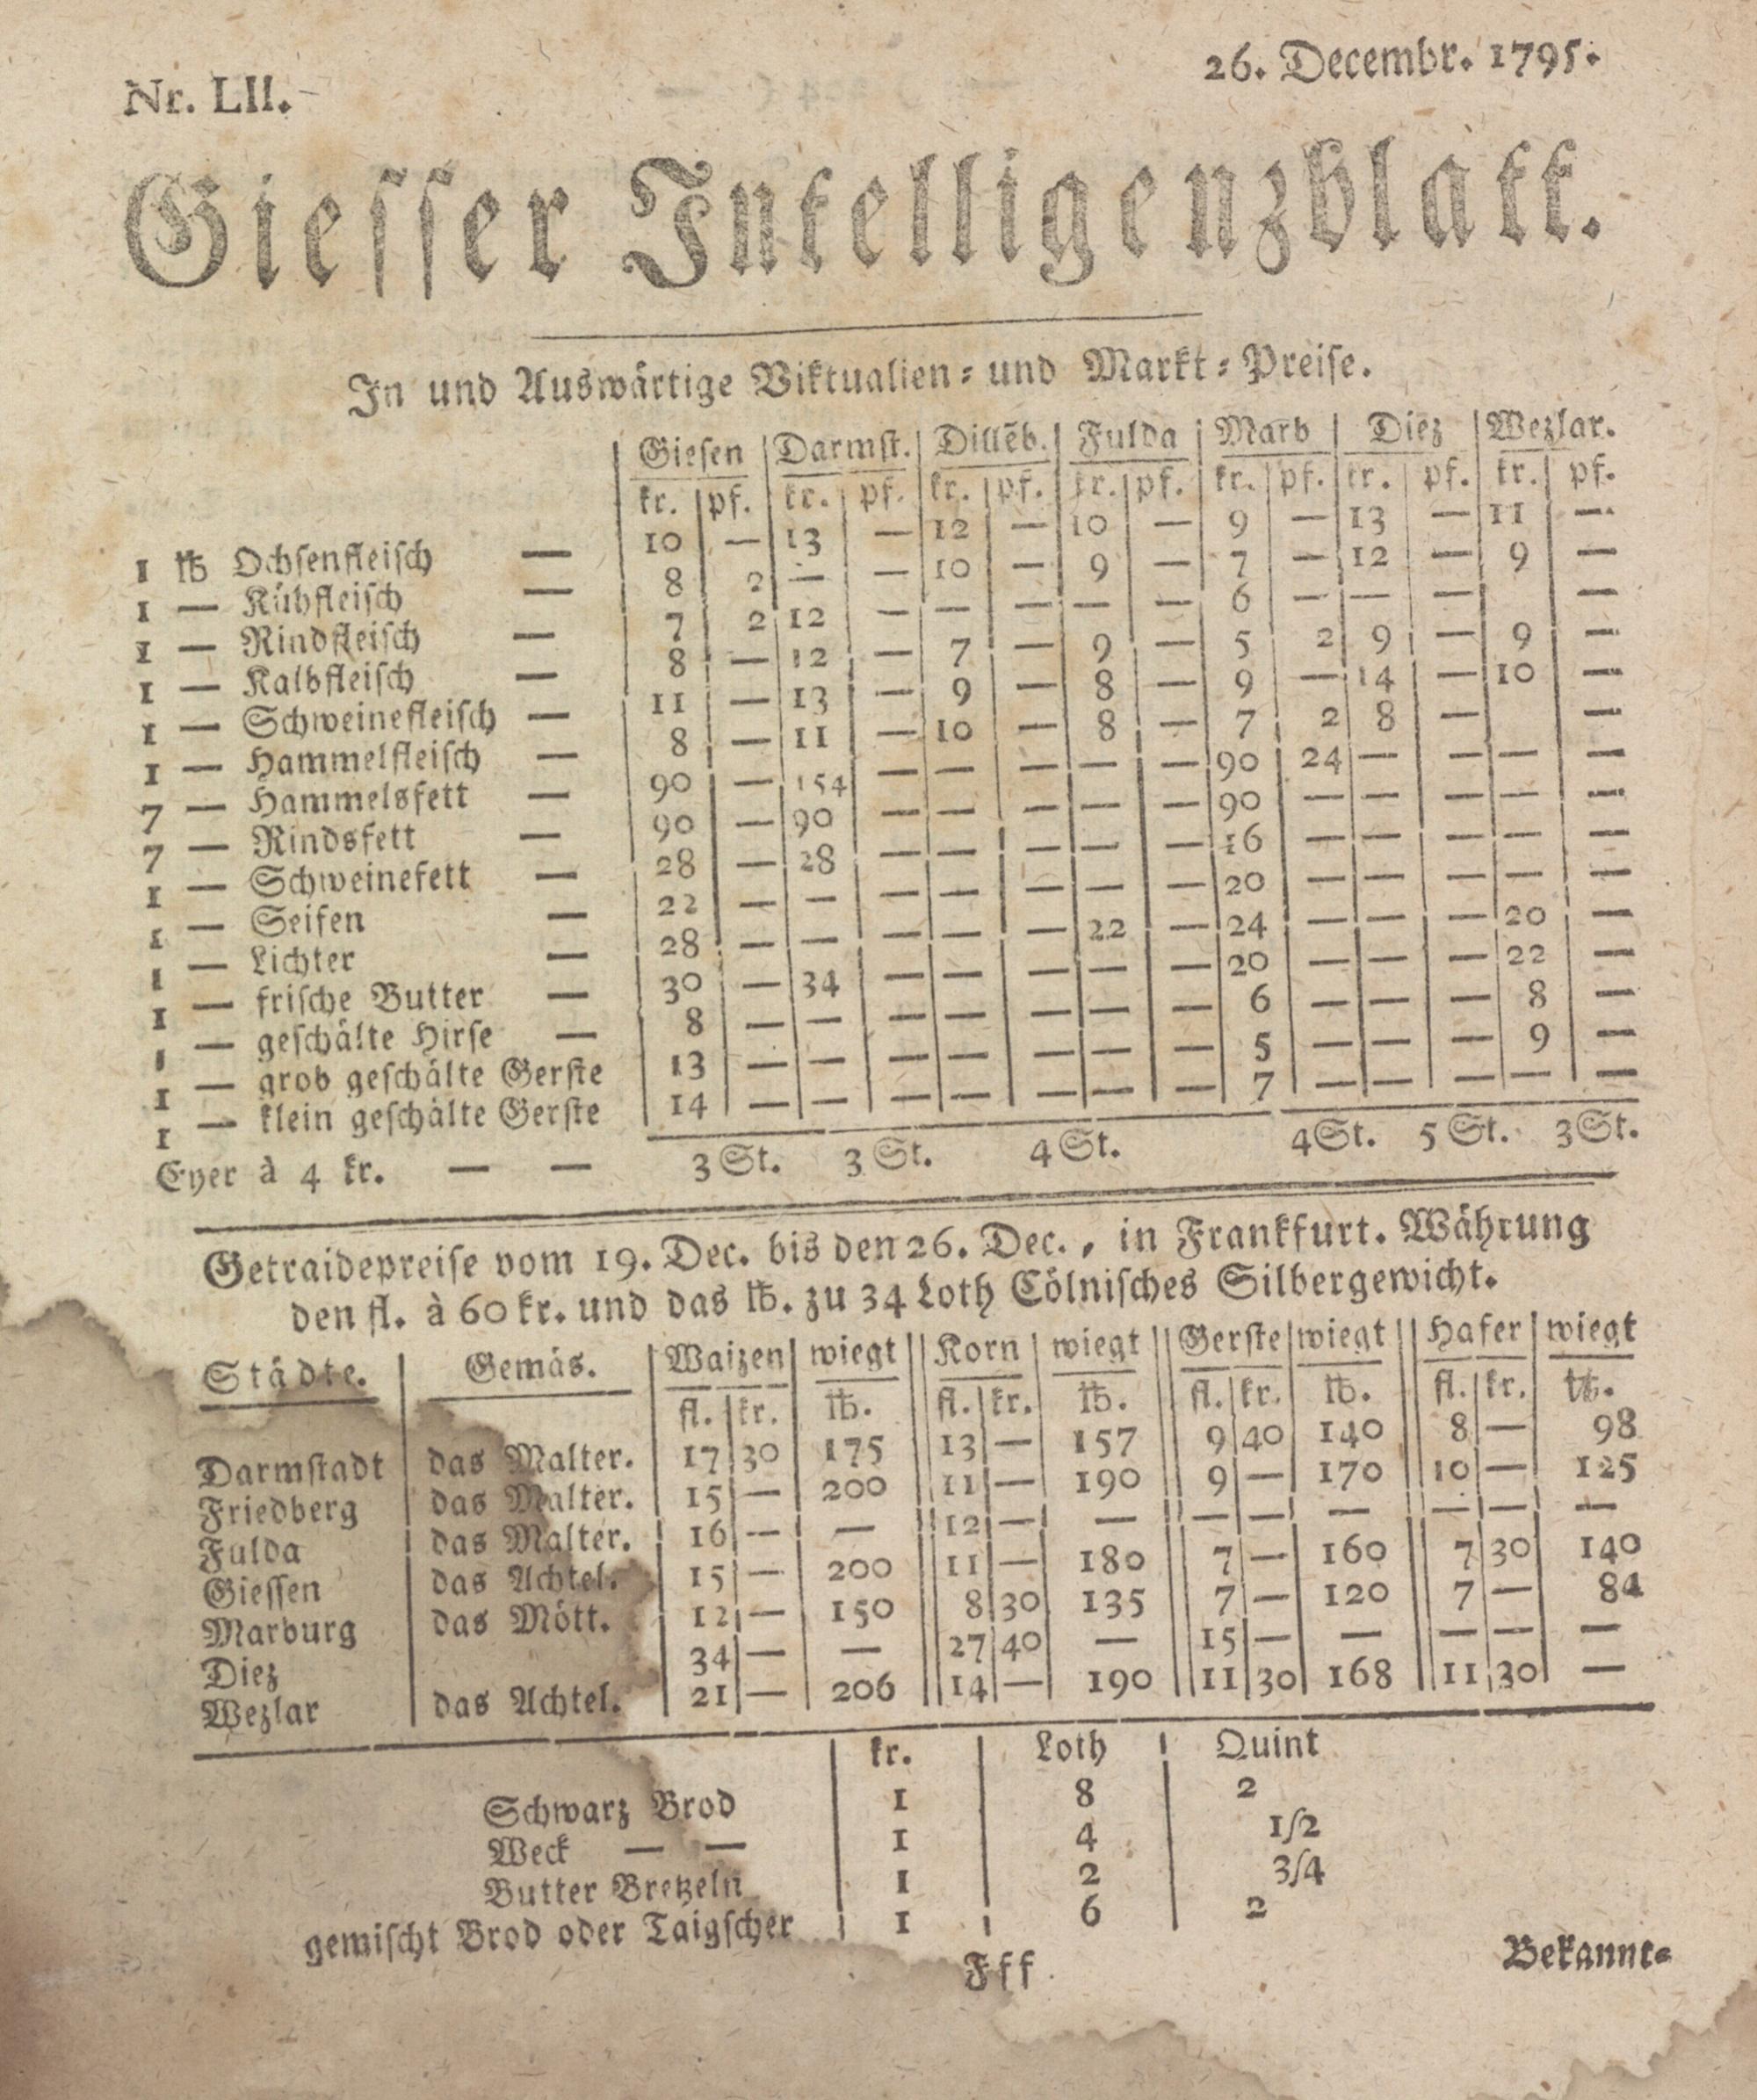 Nr. LII.
26. Decembr. 1795.
Giesser Intelligenzblatt.
In und Auswärtige Viktualien- und Markt-Preise.
Giesen Darmst. Dillēb. Fulda Marb Diez Wezlar.
kr. pf. kr. pf. kr. pf. kr. pf. kr. pf. kr. pf. kr. pf.
1 ℔ Ochsenfleisch — 10 — 13 — 12 — 10 — 9 — 13 — 11 —
1 — Kühfleisch — 8 2 — — 10 — 9 — 7 — 12 — 9 —
1 — Rindfleisch — 7 2 12 — — — — — 6 — — — —
1 — Kalbfleisch — 8 — 12 — 7 — 9 — 5 2 9 — 9 —
1 — Schweinefleisch — 11 — 13 — 9 — 8 — 9 — 14 — 10 —
1 — Hammelfleisch — 8 — 11 — 10 — 8 — 7 2 8 — —
7 — Hammelsfett — 90 — 154 — — — — — 90 24 — — — —
7 — Rindsfett — 90 — 90 — — — — — 90 — — — — —
1 — Schweinefett — 28 — 28 — — — — — 16 — — — — —
1 — Seifen — 22 — — — — — — — 20 — — — — —
1 — Lichter — 28 — — — — — 22 — 24 — — — 20 —
1 — frische Butter — 30 — 34 — — — — — 20 — — — 22 —
1 — geschälte Hirse — 8 — — — — — — — 6 — — — 8 —
1 — grob geschälte Gerste 13 — — — — — — — 5 — — — 9 —
1 — klein geschälte Gerste 14 — — — — — — — 7 — — — — —
Eyer à 4 kr. — — 3 St. 3 St. 4 St. 4 St. 5 St. 3 St.
Getraidepreise vom 19. Dec. bis den 26. Dec., in Frankfurt. Währung
den fl. à 60 kr. und das ℔. zu 34 Loth Cölnisches Silbergewicht.
Städte. Gemäs. Waizen wiegt Korn wiegt Gerste wiegt Hafer wiegt
fl. kr. ℔. fl. kr. ℔. fl. kr. ℔. fl. kr. ℔.
Darmstadt das Malter. 17 30 175 13 — 157 9 40 140 8 — 98
Friedberg das Malter. 15 — 200 11 — 190 9 — 170 10 — 125
Fulda das Malter. 16 — — 12 — — — — — — — —
Giessen das Achtel. 15 — 200 11 — 180 7 — 160 7 30 140
Marburg das Mött. 12 — 150 8 30 135 7 — 120 7 — 84
Diez 34 — — 27 40 — 15 — — — — —
Wezlar das Achtel. 21 — 206 14 — 190 11 30 168 11 30 —
kr. Loth Quint
Schwarz Brod 1 8 2
Weck — — 1 4 1/2
Butter Bretzeln 1 2 3/4
gemischt Brod oder Taigscher 1 6 2
Fff
Bekannt-